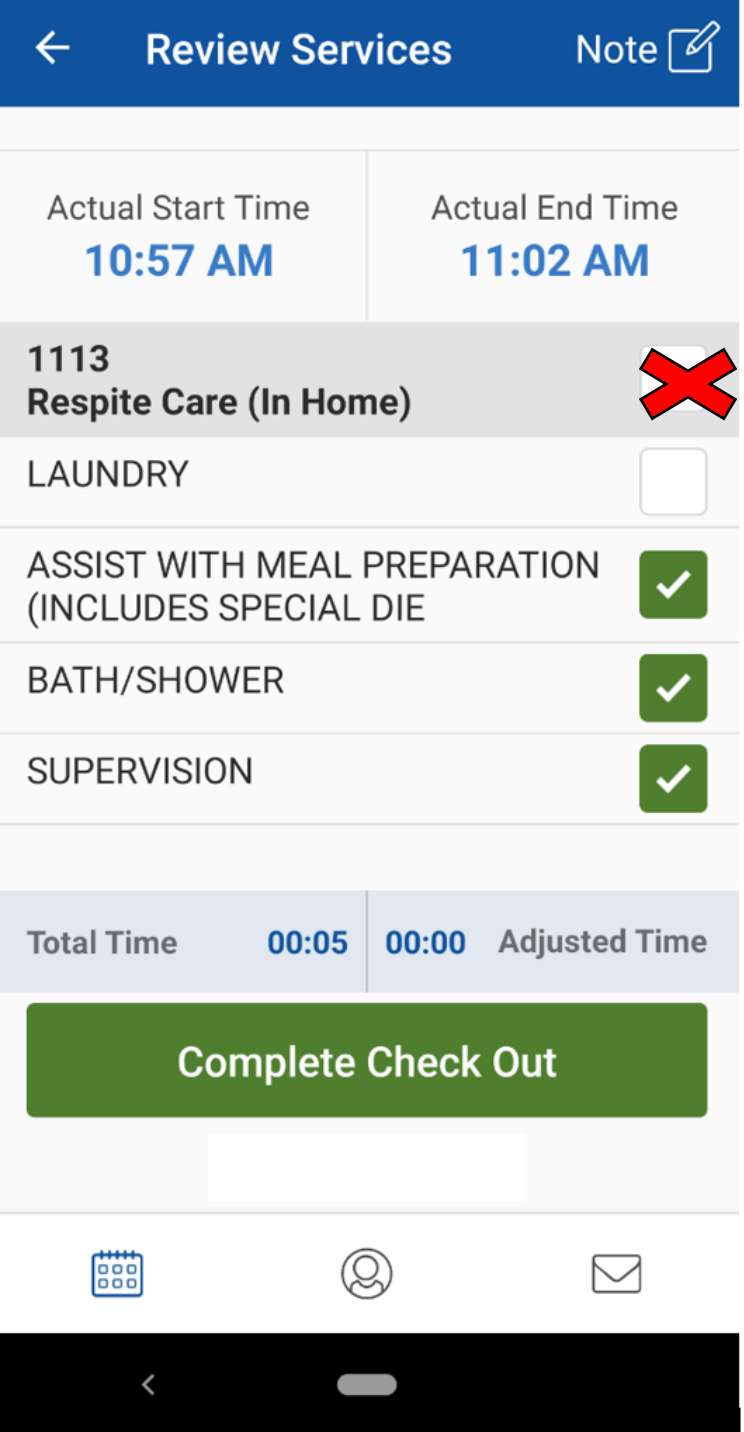 Review Services
Note
Actual Start Time
Actual End Time
10:57 AM
11:02 AM
1113
Respite Care (In Home)
LAUNDRY
ASSIST WITH MEAL PREPARATION
(INCLUDES SPECIAL DIE
BATH/SHOWER
SUPERVISION
Total Time 00:05
00:00 Adjusted Time
Complete Check Out